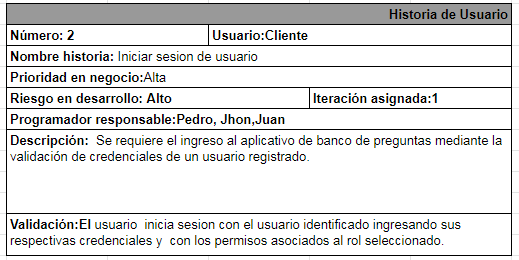 Historia de Usuario
Número: 2 Usuario:Cliente
Nombre historia: Iniciar sesion de usuario
Prioridad en negocio:Alta
Riesgo en desarrollo: Alto Iteración asignada:1
Programador responsable:Pedro, Jhon,Juan
Descripción: Se requiere el ingreso al aplicativo de banco de preguntas mediante la
validación de credenciales de un usuario registrado.
Validación:El usuario inicia sesion con el usuario identificado ingresando sus
respectivas credenciales y con los permisos asociados al rol seleccionado.